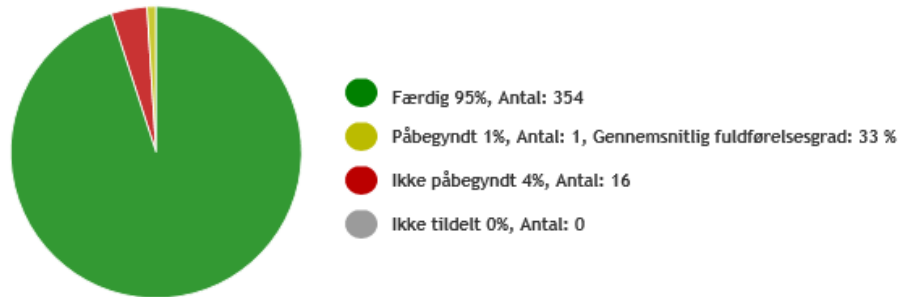 Færdig 95%, Antal: 354
Påbegyndt 1%, Antal: 1, Gennemsnitlig fuldførelsesgrad: 33 %
Ikke påbegyndt 4%, Antal: 16
Ikke tildelt 0%, Antal: 0